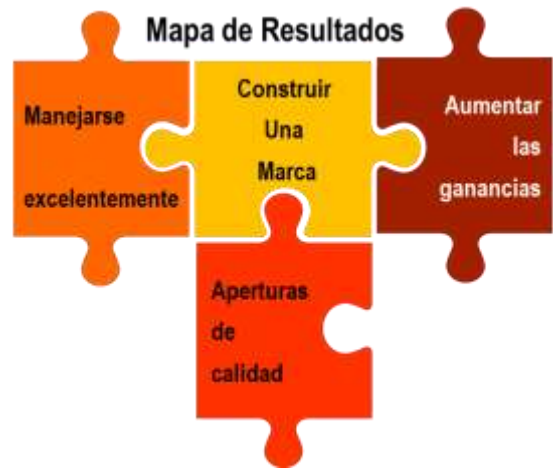 Mapa de Resultados
Manejarse
excelentemente
Construir
Una
Marca
Aumentar
las
ganancias
Aperturas
de
calidad